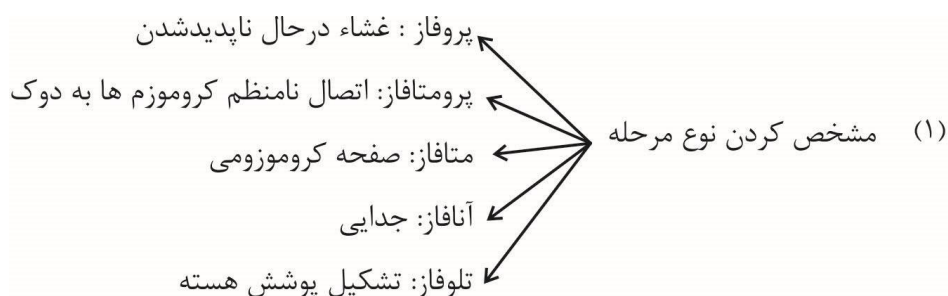 (۱) مشخص کردن نوع مرحله
پروفاز : غشاء درحال ناپدیدشدن
پرومتافاز: اتصال نامنظم کروموزم ها به دوک
متافاز: صفحه کروموزومی
آنافاز: جدایی
تلوفاز: تشکیل پوشش هسته